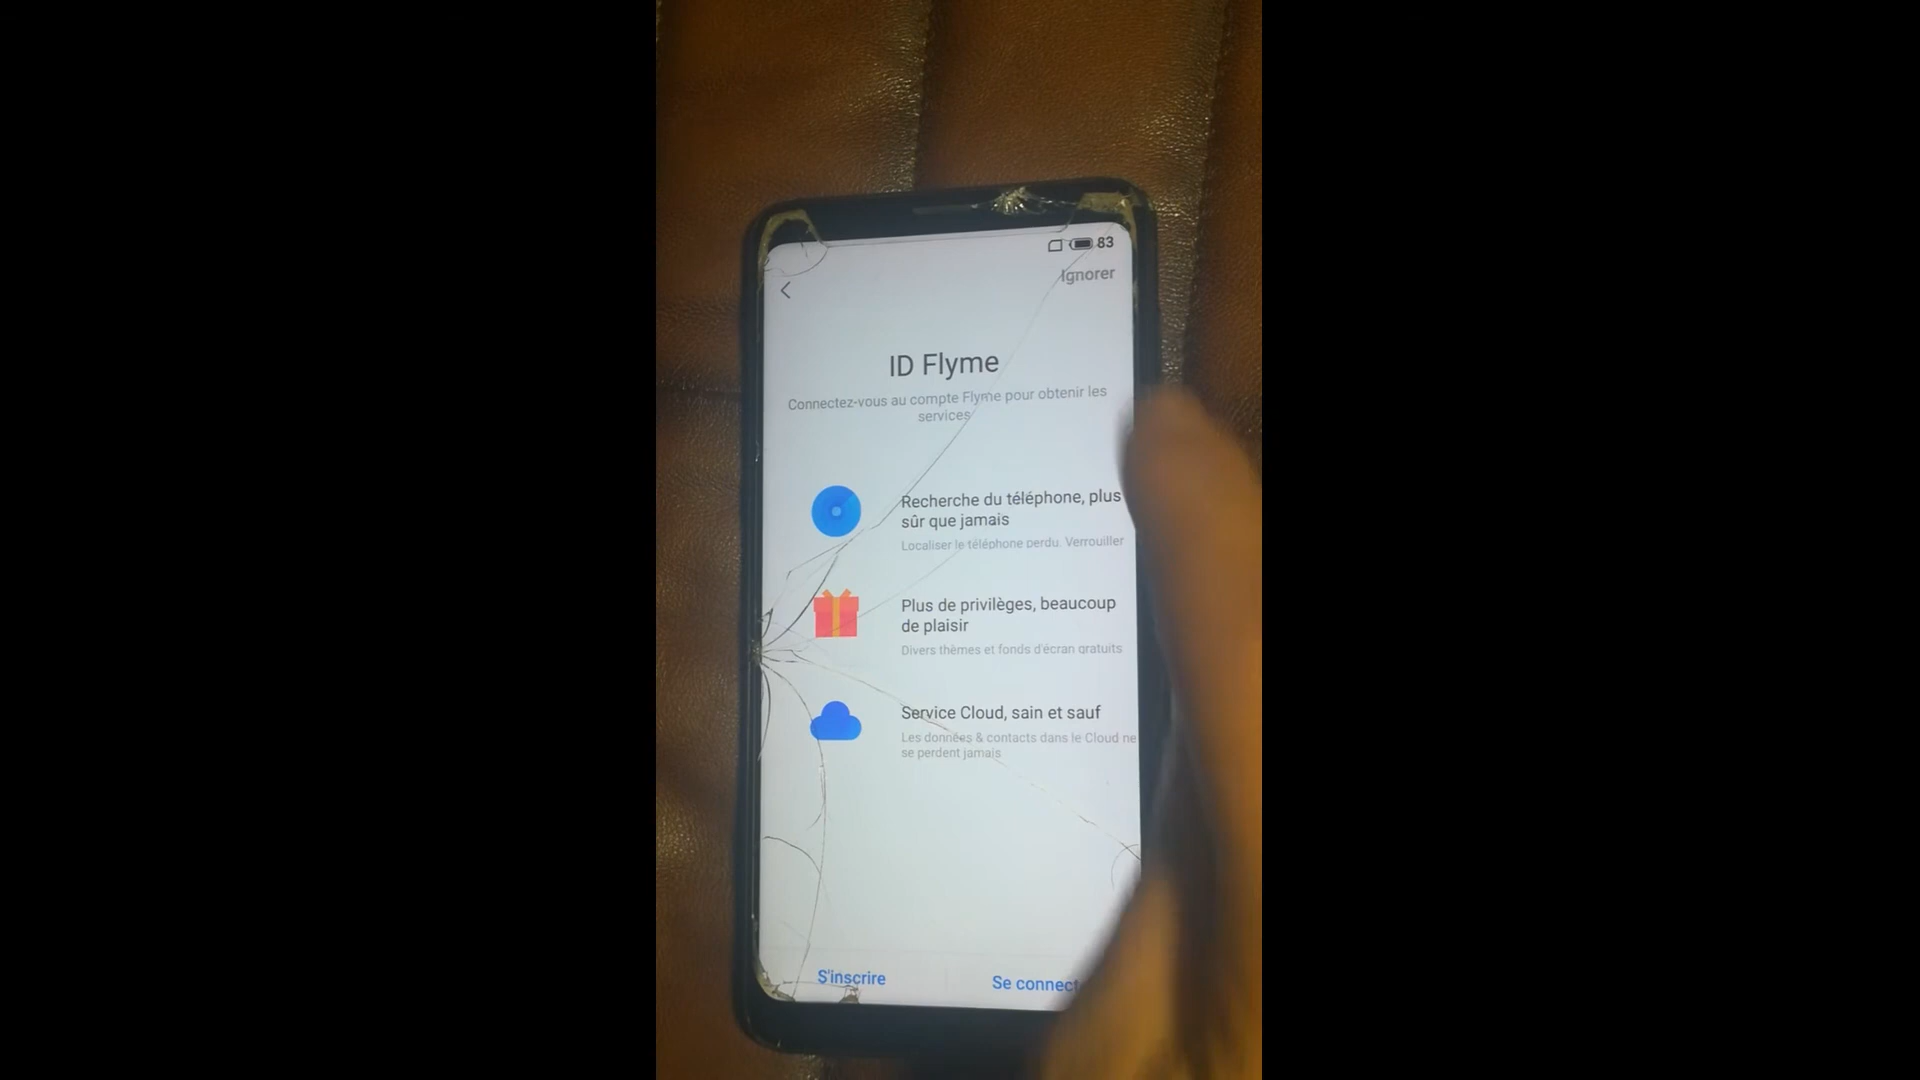 83
Ignorer
ID Flyme
Connectez-vous au compte Flyme pour obtenir les
services
Recherche du téléphone, plus
sûr que jamais
Localiser le téléphone perdu. Verrouiller
Plus de privilèges, beaucoup
de plaisir
Divers thèmes et fonds d'écran gratuits
Service Cloud, sain et sauf
Les données & contacts dans le Cloud ne
se perdent jamais
S'inscrire
Se connect